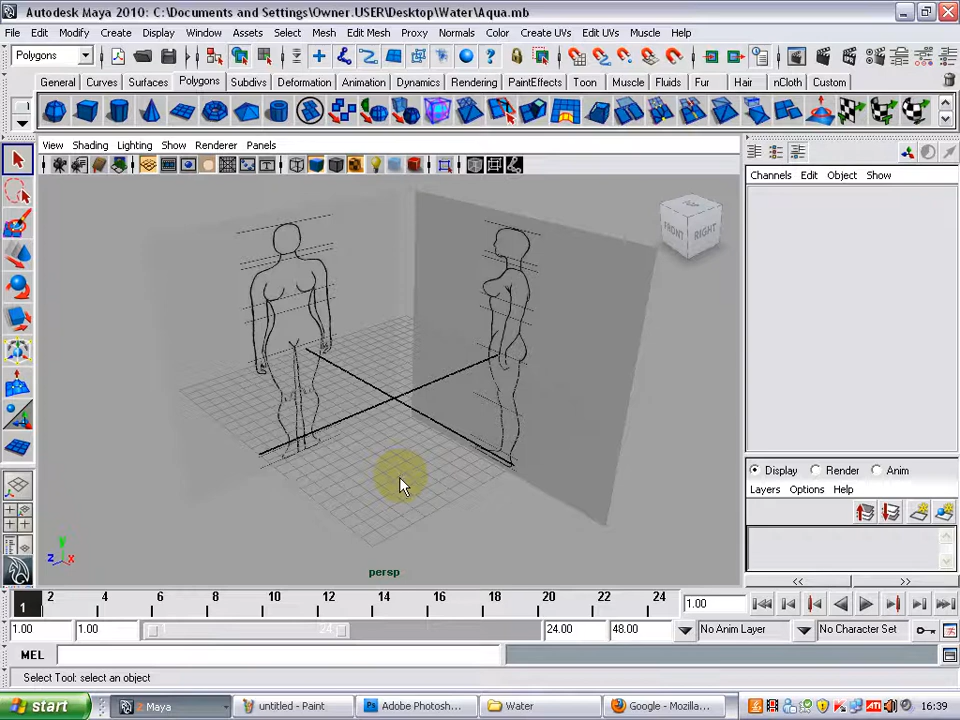 Autodesk Maya 2010: C:\Documents and Settings\Owner.USER\Desktop\Water\Aqua.mb
File Edit Modify Create Display Window Assets Select Mesh Edit Mesh Proxy Normals Color Create UVs Edit UVs Muscle Help
Polygons
General Curves Surfaces Polygons Subdivs Deformation Animation Dynamics Rendering PaintEffects Toon Muscle Fluids Fur Hair nCloth Custom
View Shading Lighting Show Renderer Panels
FRONT RIGHT
Channels Edit Object Show
Display Render Anim
Layers Options Help
y
z x
persp
<< >>
1 2 4 6 8 10 12 14 16 18 20 22 24
1.00
1.00 1.00 24 24.00 48.00 No Anim Layer No Character Set
MEL
Select Tool: select an object
start Maya untitled - Paint Adobe Photosh... Water Google - Mozilla... 16:39